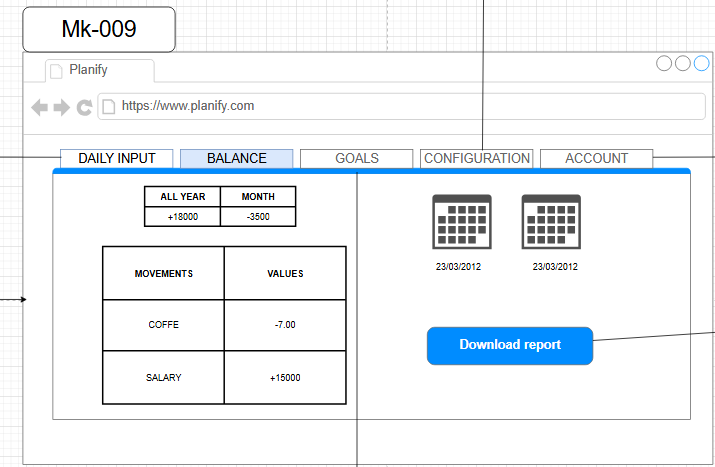 Mk-009
Planify
https://www.planify.com
DAILY INPUT BALANCE GOALS CONFIGURATION ACCOUNT
ALL YEAR MONTH
+18000 -3500
MOVEMENTS VALUES
COFFE -7.00
SALARY +15000
23/03/2012 23/03/2012
Download report